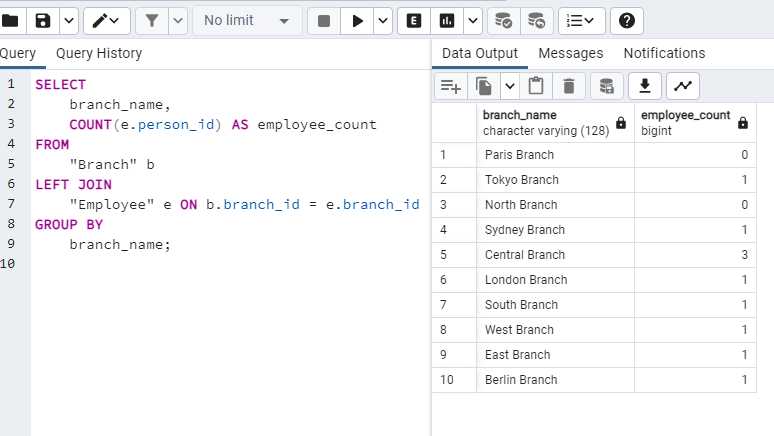 No limit
E
Query Query History
Data Output Messages Notifications
1 SELECT
2 branch_name,
3 COUNT(e.person_id) AS employee_count
4 FROM
5 "Branch" b
6 LEFT JOIN
7 "Employee" e ON b.branch_id = e.branch_id
8 GROUP BY
9 branch_name;
10
branch_name employee_count
character varying (128) bigint
1 Paris Branch 0
2 Tokyo Branch 1
3 North Branch 0
4 Sydney Branch 1
5 Central Branch 3
6 London Branch 1
7 South Branch 1
8 West Branch 1
9 East Branch 1
10 Berlin Branch 1